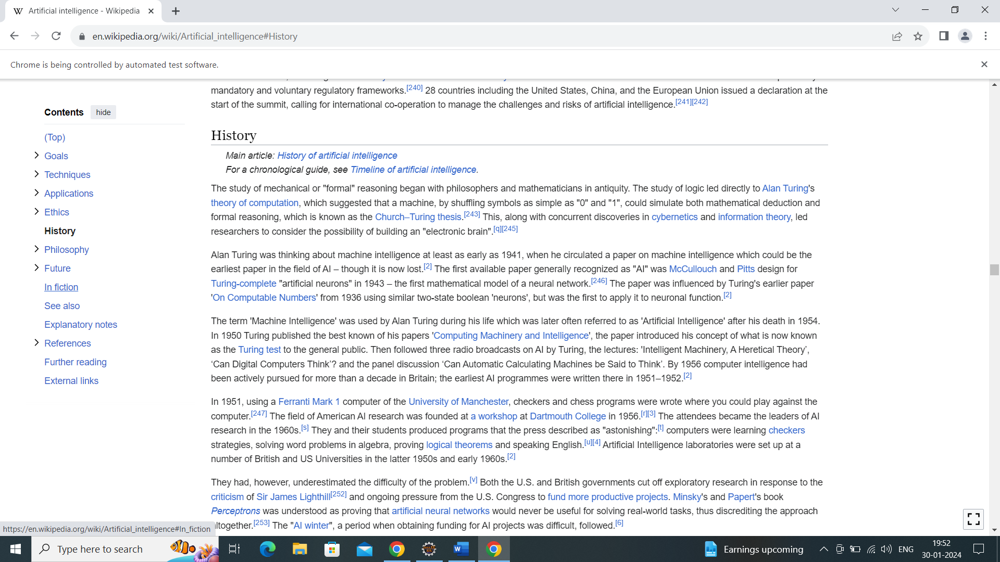 Artificial intelligence - Wikipedia
en.wikipedia.org/wiki/Artificial_intelligence#History
Chrome is being controlled by automated test software.
Contents hide
(Top)
Goals
Techniques
Applications
Ethics
History
Philosophy
Future
In fiction
See also
Explanatory notes
References
Further reading
External links
mandatory and voluntary regulatory frameworks.[240] 28 countries including the United States, China, and the European Union issued a declaration at the
start of the summit, calling for international co-operation to manage the challenges and risks of artificial intelligence.[241][242]
History
Main article: History of artificial intelligence
For a chronological guide, see Timeline of artificial intelligence.
The study of mechanical or "formal" reasoning began with philosophers and mathematicians in antiquity. The study of logic led directly to Alan Turing's
theory of computation, which suggested that a machine, by shuffling symbols as simple as "0" and "1", could simulate both mathematical deduction and
formal reasoning, which is known as the Church–Turing thesis.[243] This, along with concurrent discoveries in cybernetics and information theory, led
researchers to consider the possibility of building an "electronic brain".[q][245]
Alan Turing was thinking about machine intelligence at least as early as 1941, when he circulated a paper on machine intelligence which could be the
earliest paper in the field of AI – though it is now lost.[2] The first available paper generally recognized as "AI" was McCullouch and Pitts design for
Turing-complete "artificial neurons" in 1943 – the first mathematical model of a neural network.[246] The paper was influenced by Turing's earlier paper
'On Computable Numbers' from 1936 using similar two-state boolean 'neurons', but was the first to apply it to neuronal function.[2]
The term 'Machine Intelligence' was used by Alan Turing during his life which was later often referred to as 'Artificial Intelligence' after his death in 1954.
In 1950 Turing published the best known of his papers 'Computing Machinery and Intelligence', the paper introduced his concept of what is now known
as the Turing test to the general public. Then followed three radio broadcasts on AI by Turing, the lectures: 'Intelligent Machinery, A Heretical Theory’,
‘Can Digital Computers Think’? and the panel discussion ‘Can Automatic Calculating Machines be Said to Think’. By 1956 computer intelligence had
been actively pursued for more than a decade in Britain; the earliest AI programmes were written there in 1951–1952.[2]
In 1951, using a Ferranti Mark 1 computer of the University of Manchester, checkers and chess programs were wrote where you could play against the
computer.[247] The field of American AI research was founded at a workshop at Dartmouth College in 1956.[r][3] The attendees became the leaders of AI
research in the 1960s.[s] They and their students produced programs that the press described as "astonishing":[t] computers were learning checkers
strategies, solving word problems in algebra, proving logical theorems and speaking English.[u][4] Artificial Intelligence laboratories were set up at a
number of British and US Universities in the latter 1950s and early 1960s.[2]
They had, however, underestimated the difficulty of the problem.[v] Both the U.S. and British governments cut off exploratory research in response to the
criticism of Sir James Lighthill[252] and ongoing pressure from the U.S. Congress to fund more productive projects. Minsky's and Papert's book
Perceptrons was understood as proving that artificial neural networks would never be useful for solving real-world tasks, thus discrediting the approach
ltogether.[253] The "AI winter", a period when obtaining funding for AI projects was difficult, followed.[6]
https://en.wikipedia.org/wiki/Artificial_intelligence#In_fiction
Type here to search
Earnings upcoming
ENG
19:52
30-01-2024